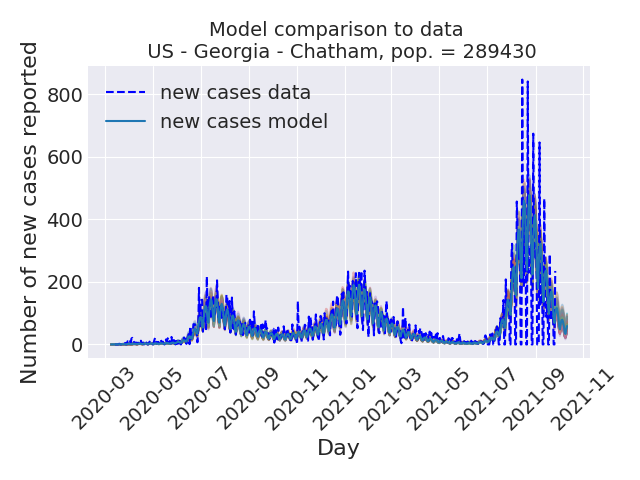 Model comparison to data
US - Georgia - Chatham, pop. = 289430
Number of new cases reported
800
600
400
200
0
new cases data
new cases model
2020-03
2020-05
2020-07
2020-09
2020-11
2021-01
2021-03
2021-05
2021-07
2021-09
2021-11
Day